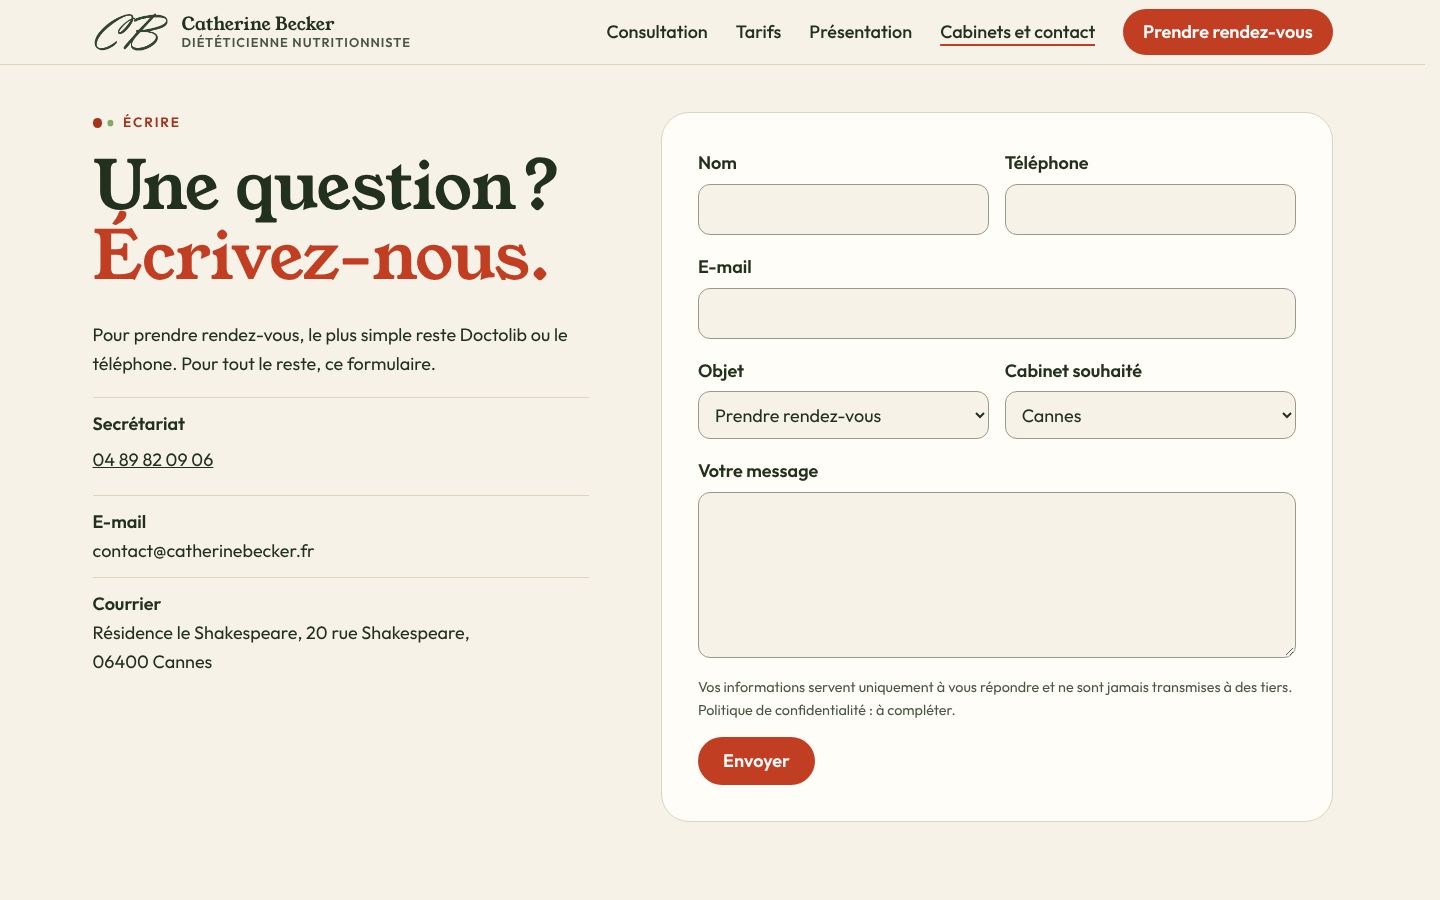 CB
Catherine Becker
DIÉTÉTICIENNE NUTRITIONNISTE
Consultation
Tarifs
Présentation
Cabinets et contact
Prendre rendez-vous
ÉCRIRE
Une question ?
Écrivez-nous.
Pour prendre rendez-vous, le plus simple reste Doctolib ou le
téléphone. Pour tout le reste, ce formulaire.
Secrétariat
04 89 82 09 06
E-mail
contact@catherinebecker.fr
Courrier
Résidence le Shakespeare, 20 rue Shakespeare,
06400 Cannes
Nom
Téléphone
E-mail
Objet
Cabinet souhaité
Prendre rendez-vous
Cannes
Votre message
Vos informations servent uniquement à vous répondre et ne sont jamais transmises à des tiers.
Politique de confidentialité : à compléter.
Envoyer